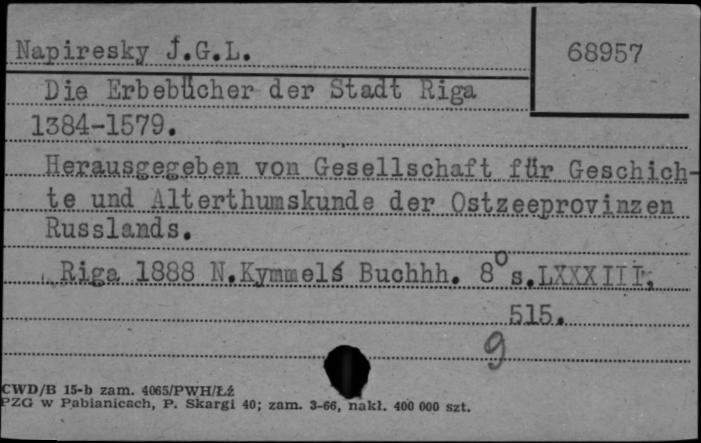 Napiresky J.G.L.
68957
Die Erbebücher der Stadt Riga
1384-1579.
Herausgegeben von Gesellschaft für Geschich-
te und Alterthumskunde der Ostzeeprovinzen
Russlands.
Riga 1888 N.Kymmels Buchhh. 8° s.LXXXIII,
515.
9
CWD/B 15-b zam. 4065/PWH/Łź
PZG w Pabianicach, P. Skargi 40; zam. 3-66, nakł. 400 000 szt.